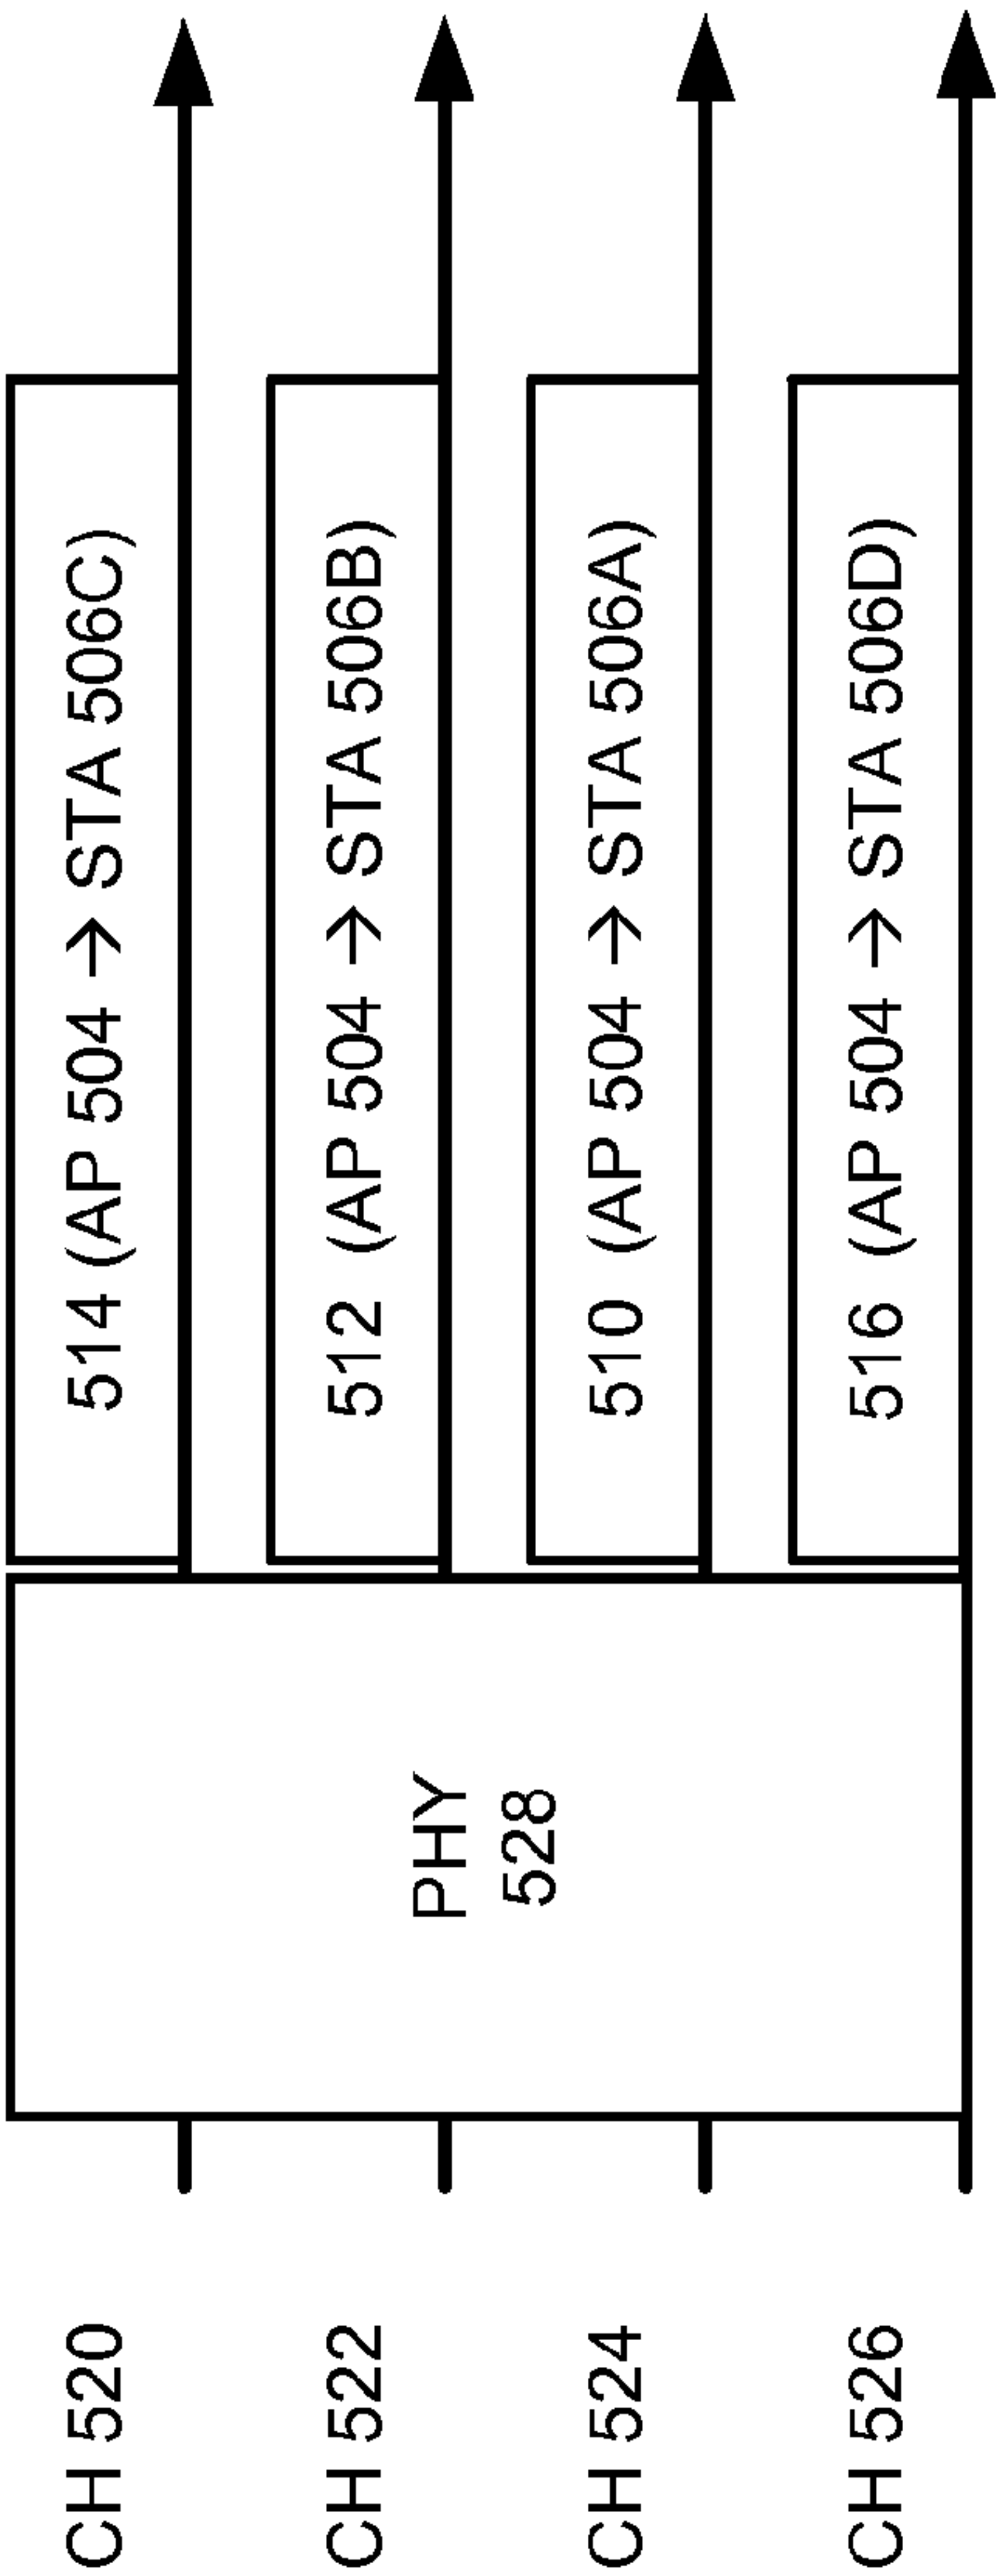 CH 520
514 (AP 504 → STA 506C)
CH 522
512 (AP 504 → STA 506B)
PHY
528
CH 524
510 (AP 504 → STA 506A)
CH 526
516 (AP 504 → STA 506D)